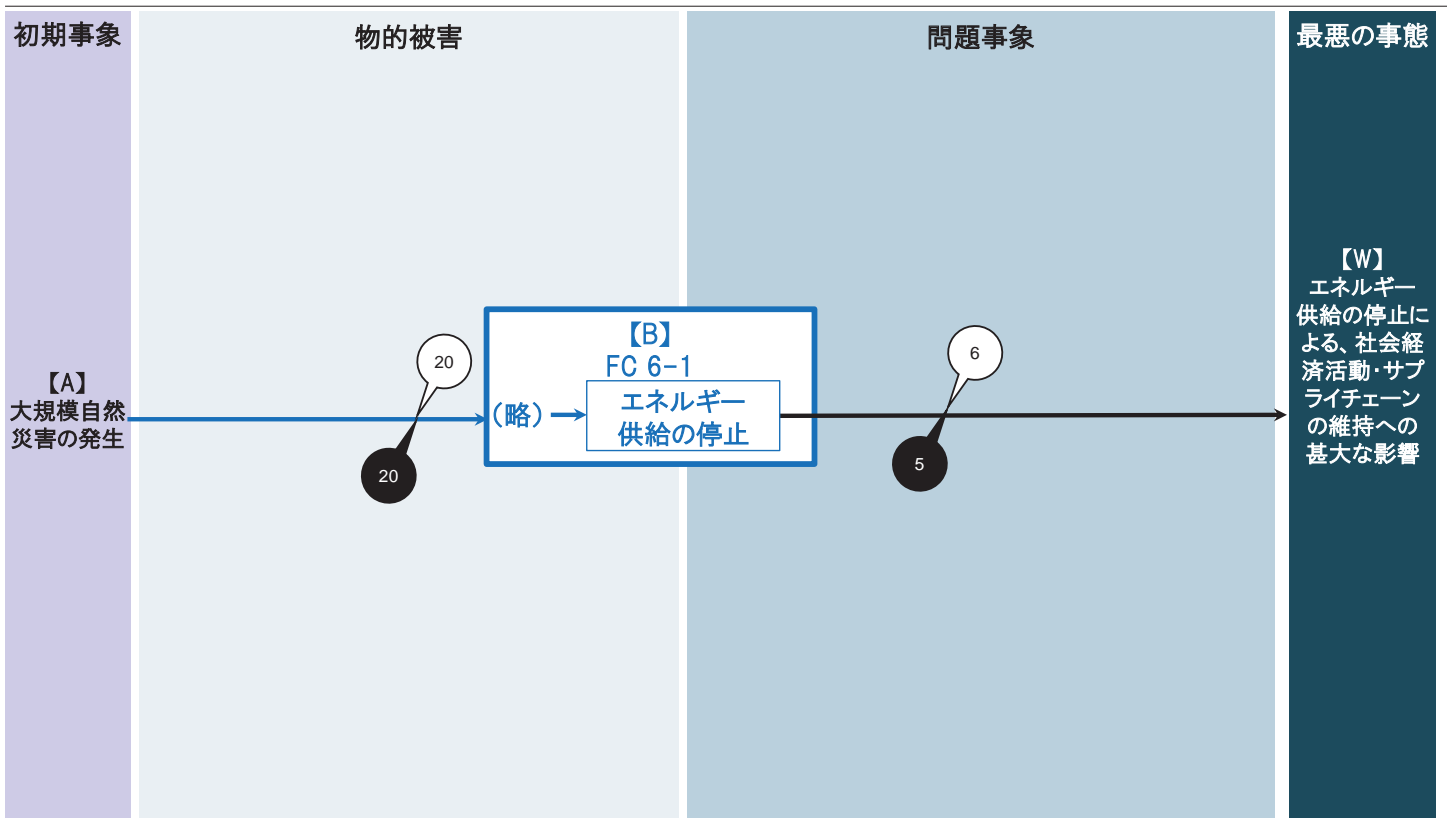 初期事象
物的被害
問題事象
最悪の事態
【A】
大規模自然
災害の発生
20
20
【B】
FC 6-1
(略)
エネルギー
供給の停止
6
5
【W】
エネルギー
供給の停止に
よる、社会経
済活動・サプ
ライチェーン
の維持への
甚大な影響